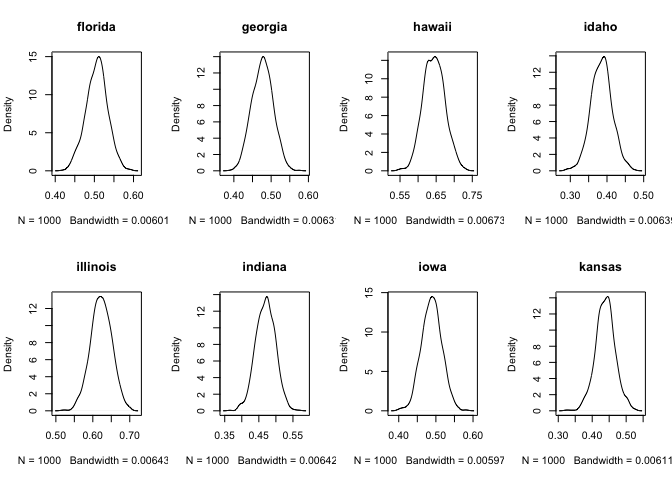 florida
Density
15
10
5
0
0.40 0.50 0.60
N = 1000 Bandwidth = 0.00601
georgia
Density
12
8
6
4
2
0
0.40 0.50 0.60
N = 1000 Bandwidth = 0.0063
hawaii
Density
10
8
6
4
2
0
0.55 0.65 0.75
N = 1000 Bandwidth = 0.00673
idaho
Density
12
8
6
4
2
0
0.30 0.40 0.50
N = 1000 Bandwidth = 0.0063
illinois
Density
12
8
6
4
2
0
0.50 0.60 0.70
N = 1000 Bandwidth = 0.00643
indiana
Density
12
8
6
4
2
0
0.35 0.45 0.55
N = 1000 Bandwidth = 0.00642
iowa
Density
15
10
5
0
0.40 0.50 0.60
N = 1000 Bandwidth = 0.00597
kansas
Density
12
8
6
4
2
0
0.30 0.40 0.50
N = 1000 Bandwidth = 0.00611